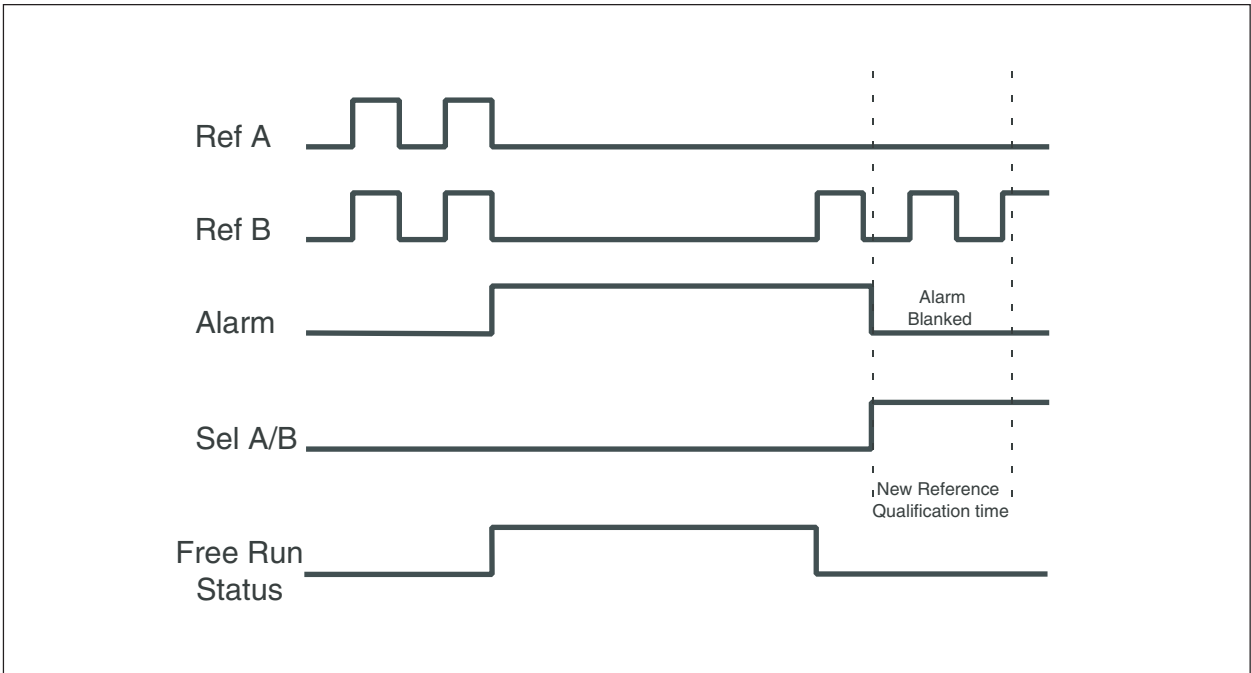 Ref A
Ref B
Alarm
Alarm
Blanked
Sel A/B
New Reference
Qualification time
Free Run
Status